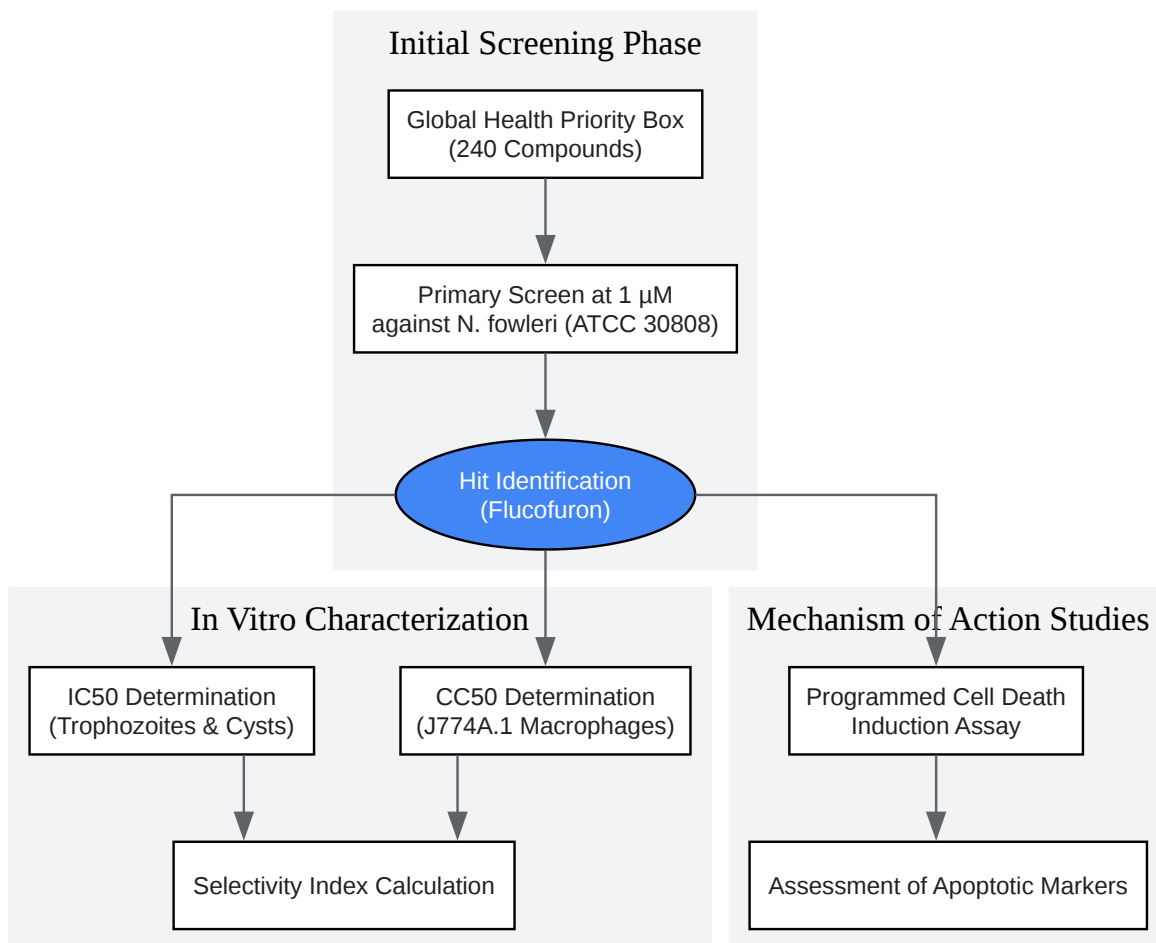 Initial Screening Phase
Global Health Priority Box
(240 Compounds)
Primary Screen at 1 µM
against N. fowleri (ATCC 30808)
Hit Identification
(Flucofuron)
In Vitro Characterization
IC50 Determination
(Trophozoites & Cysts)
CC50 Determination
(J774A.1 Macrophages)
Selectivity Index Calculation
Mechanism of Action Studies
Programmed Cell Death
Induction Assay
Assessment of Apoptotic Markers